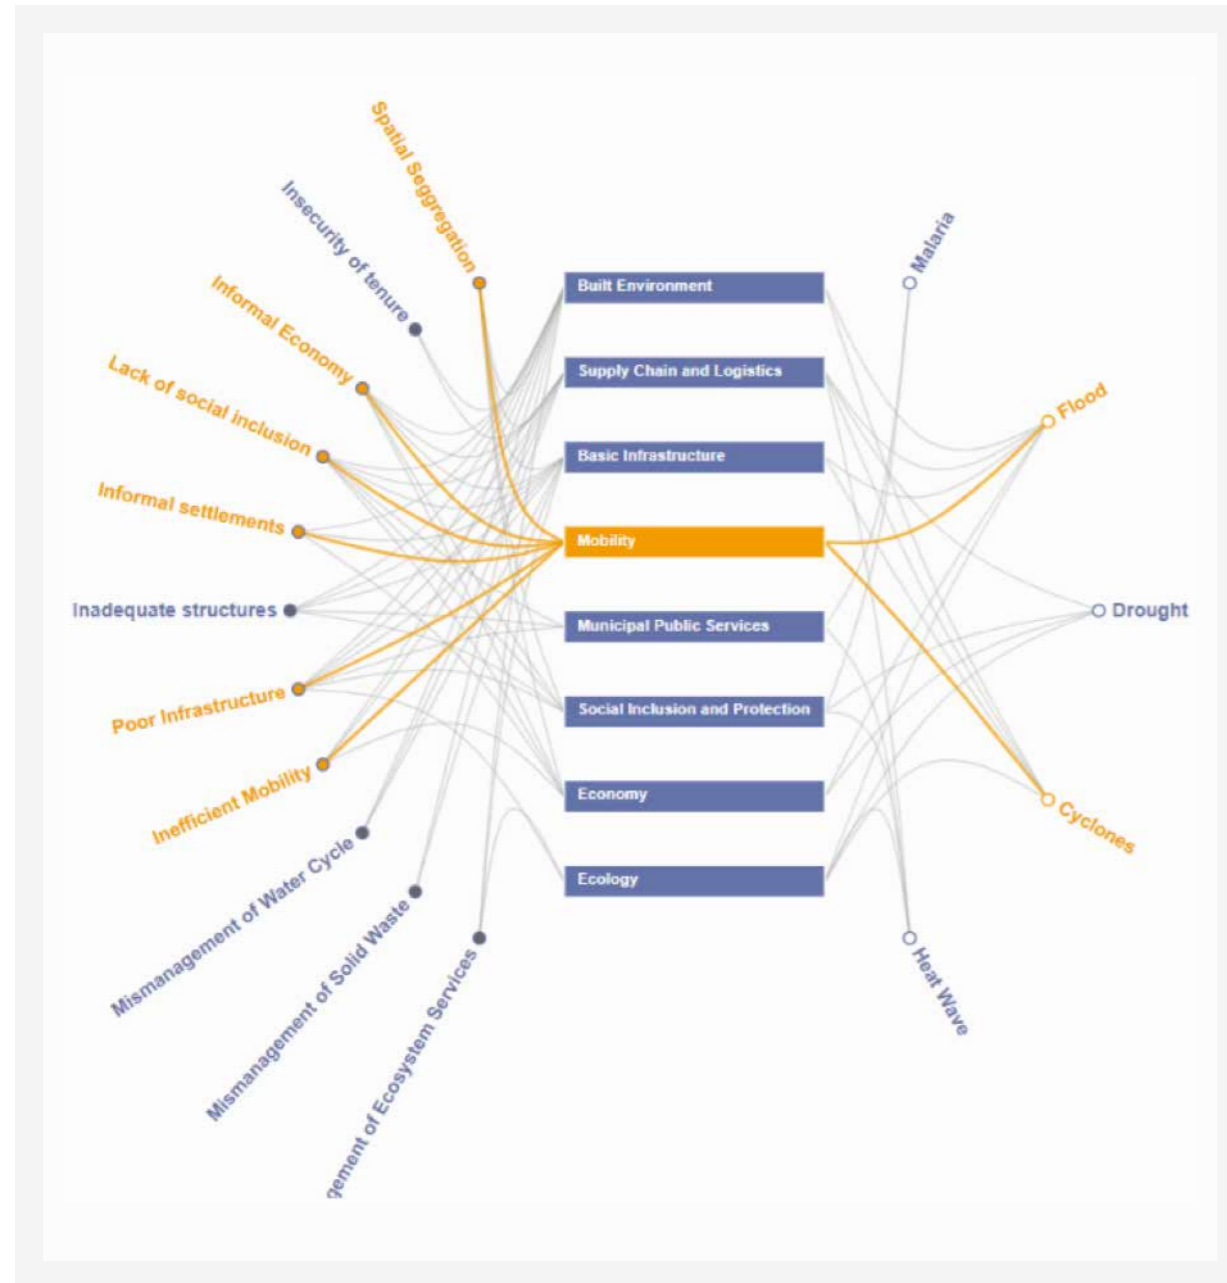 Spatial Seggregation
Insecurity of tenure
Informal Economy
Lack of social inclusion
Informal settlements
Inadequate structures
Poor Infrastructure
Inefficient Mobility
Mismanagement of Water Cycle
Mismanagement of Solid Waste
gement of Ecosystem Services
Built Environment
Supply Chain and Logistics
Basic Infrastructure
Mobility
Municipal Public Services
Social Inclusion and Protection
Economy
Ecology
Malaria
Flood
Drought
Cyclones
Heat Wave